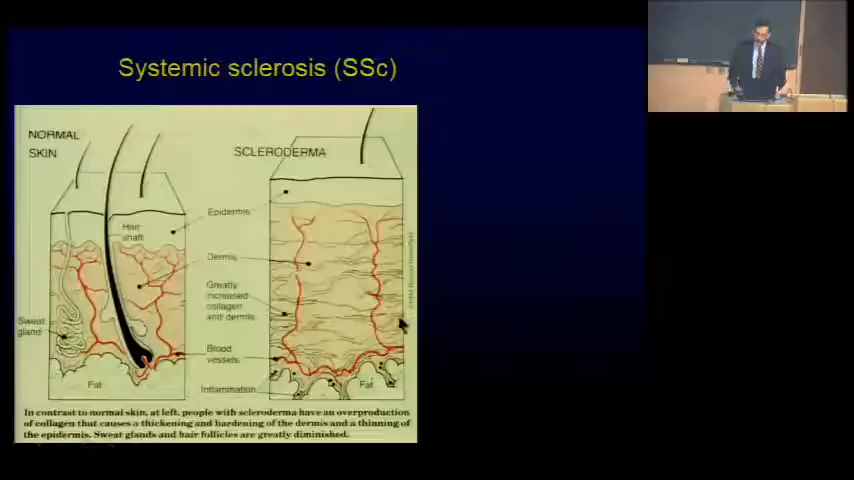 Systemic sclerosis (SSc)
NORMAL
SKIN
SCLERODERMA
Epidermis
Hair
shaft
Dermis
Greatly
increased
collagen
and dermis
Sweat
gland
Blood
vessels
Inflammation
Fat
Fat
In contrast to normal skin, at left, people with scleroderma have an overproduction
of collagen that causes a thickening and hardening of the dermis and a thinning of
the epidermis. Sweat glands and hair follicles are greatly diminished.